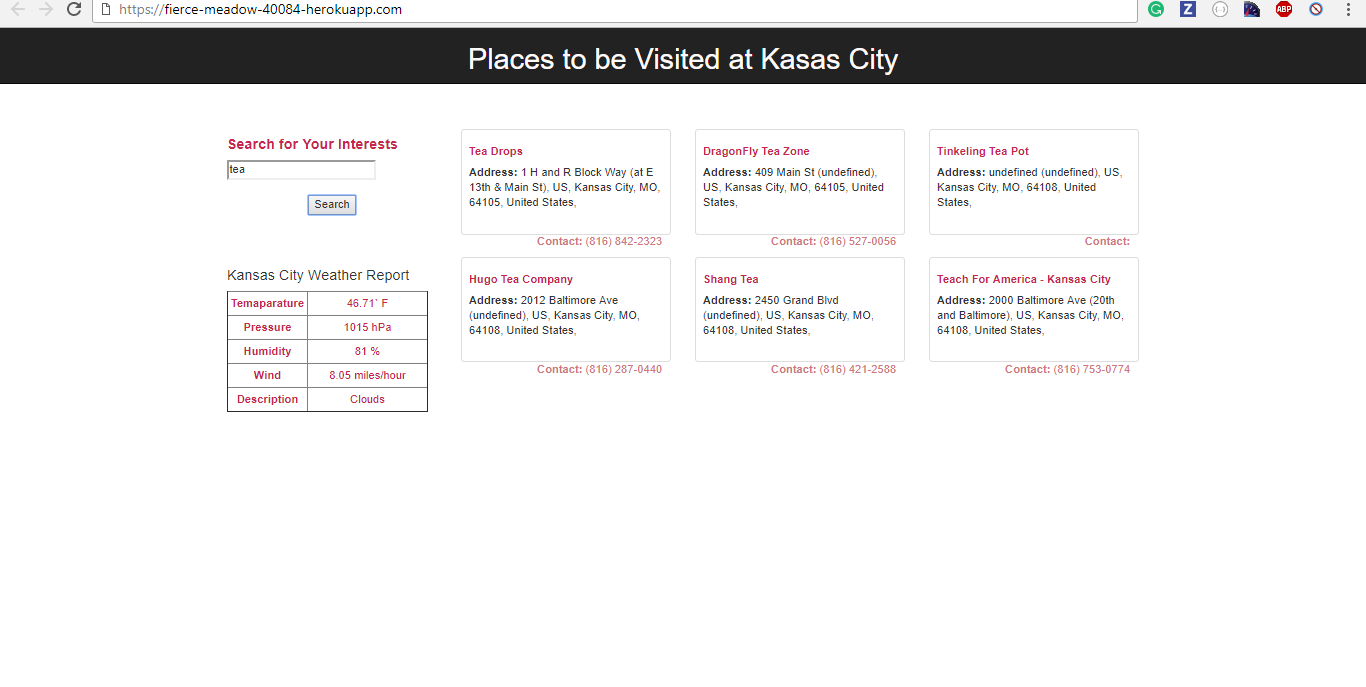 https://fierce-meadow-40084-herokuapp.com
Places to be Visited at Kasas City
Search for Your Interests
tea
Search
Kansas City Weather Report
Temaparature 46.71` F
Pressure 1015 hPa
Humidity 81 %
Wind 8.05 miles/hour
Description Clouds
Tea Drops
Address: 1 H and R Block Way (at E
13th & Main St), US, Kansas City, MO,
64105, United States,
Contact: (816) 842-2323
DragonFly Tea Zone
Address: 409 Main St (undefined),
US, Kansas City, MO, 64105, United
States,
Contact: (816) 527-0056
Tinkeling Tea Pot
Address: undefined (undefined), US,
Kansas City, MO, 64108, United
States,
Contact:
Hugo Tea Company
Address: 2012 Baltimore Ave
(undefined), US, Kansas City, MO,
64108, United States,
Contact: (816) 287-0440
Shang Tea
Address: 2450 Grand Blvd
(undefined), US, Kansas City, MO,
64108, United States,
Contact: (816) 421-2588
Teach For America - Kansas City
Address: 2000 Baltimore Ave (20th
and Baltimore), US, Kansas City, MO,
64108, United States,
Contact: (816) 753-0774
G
Z
ABP